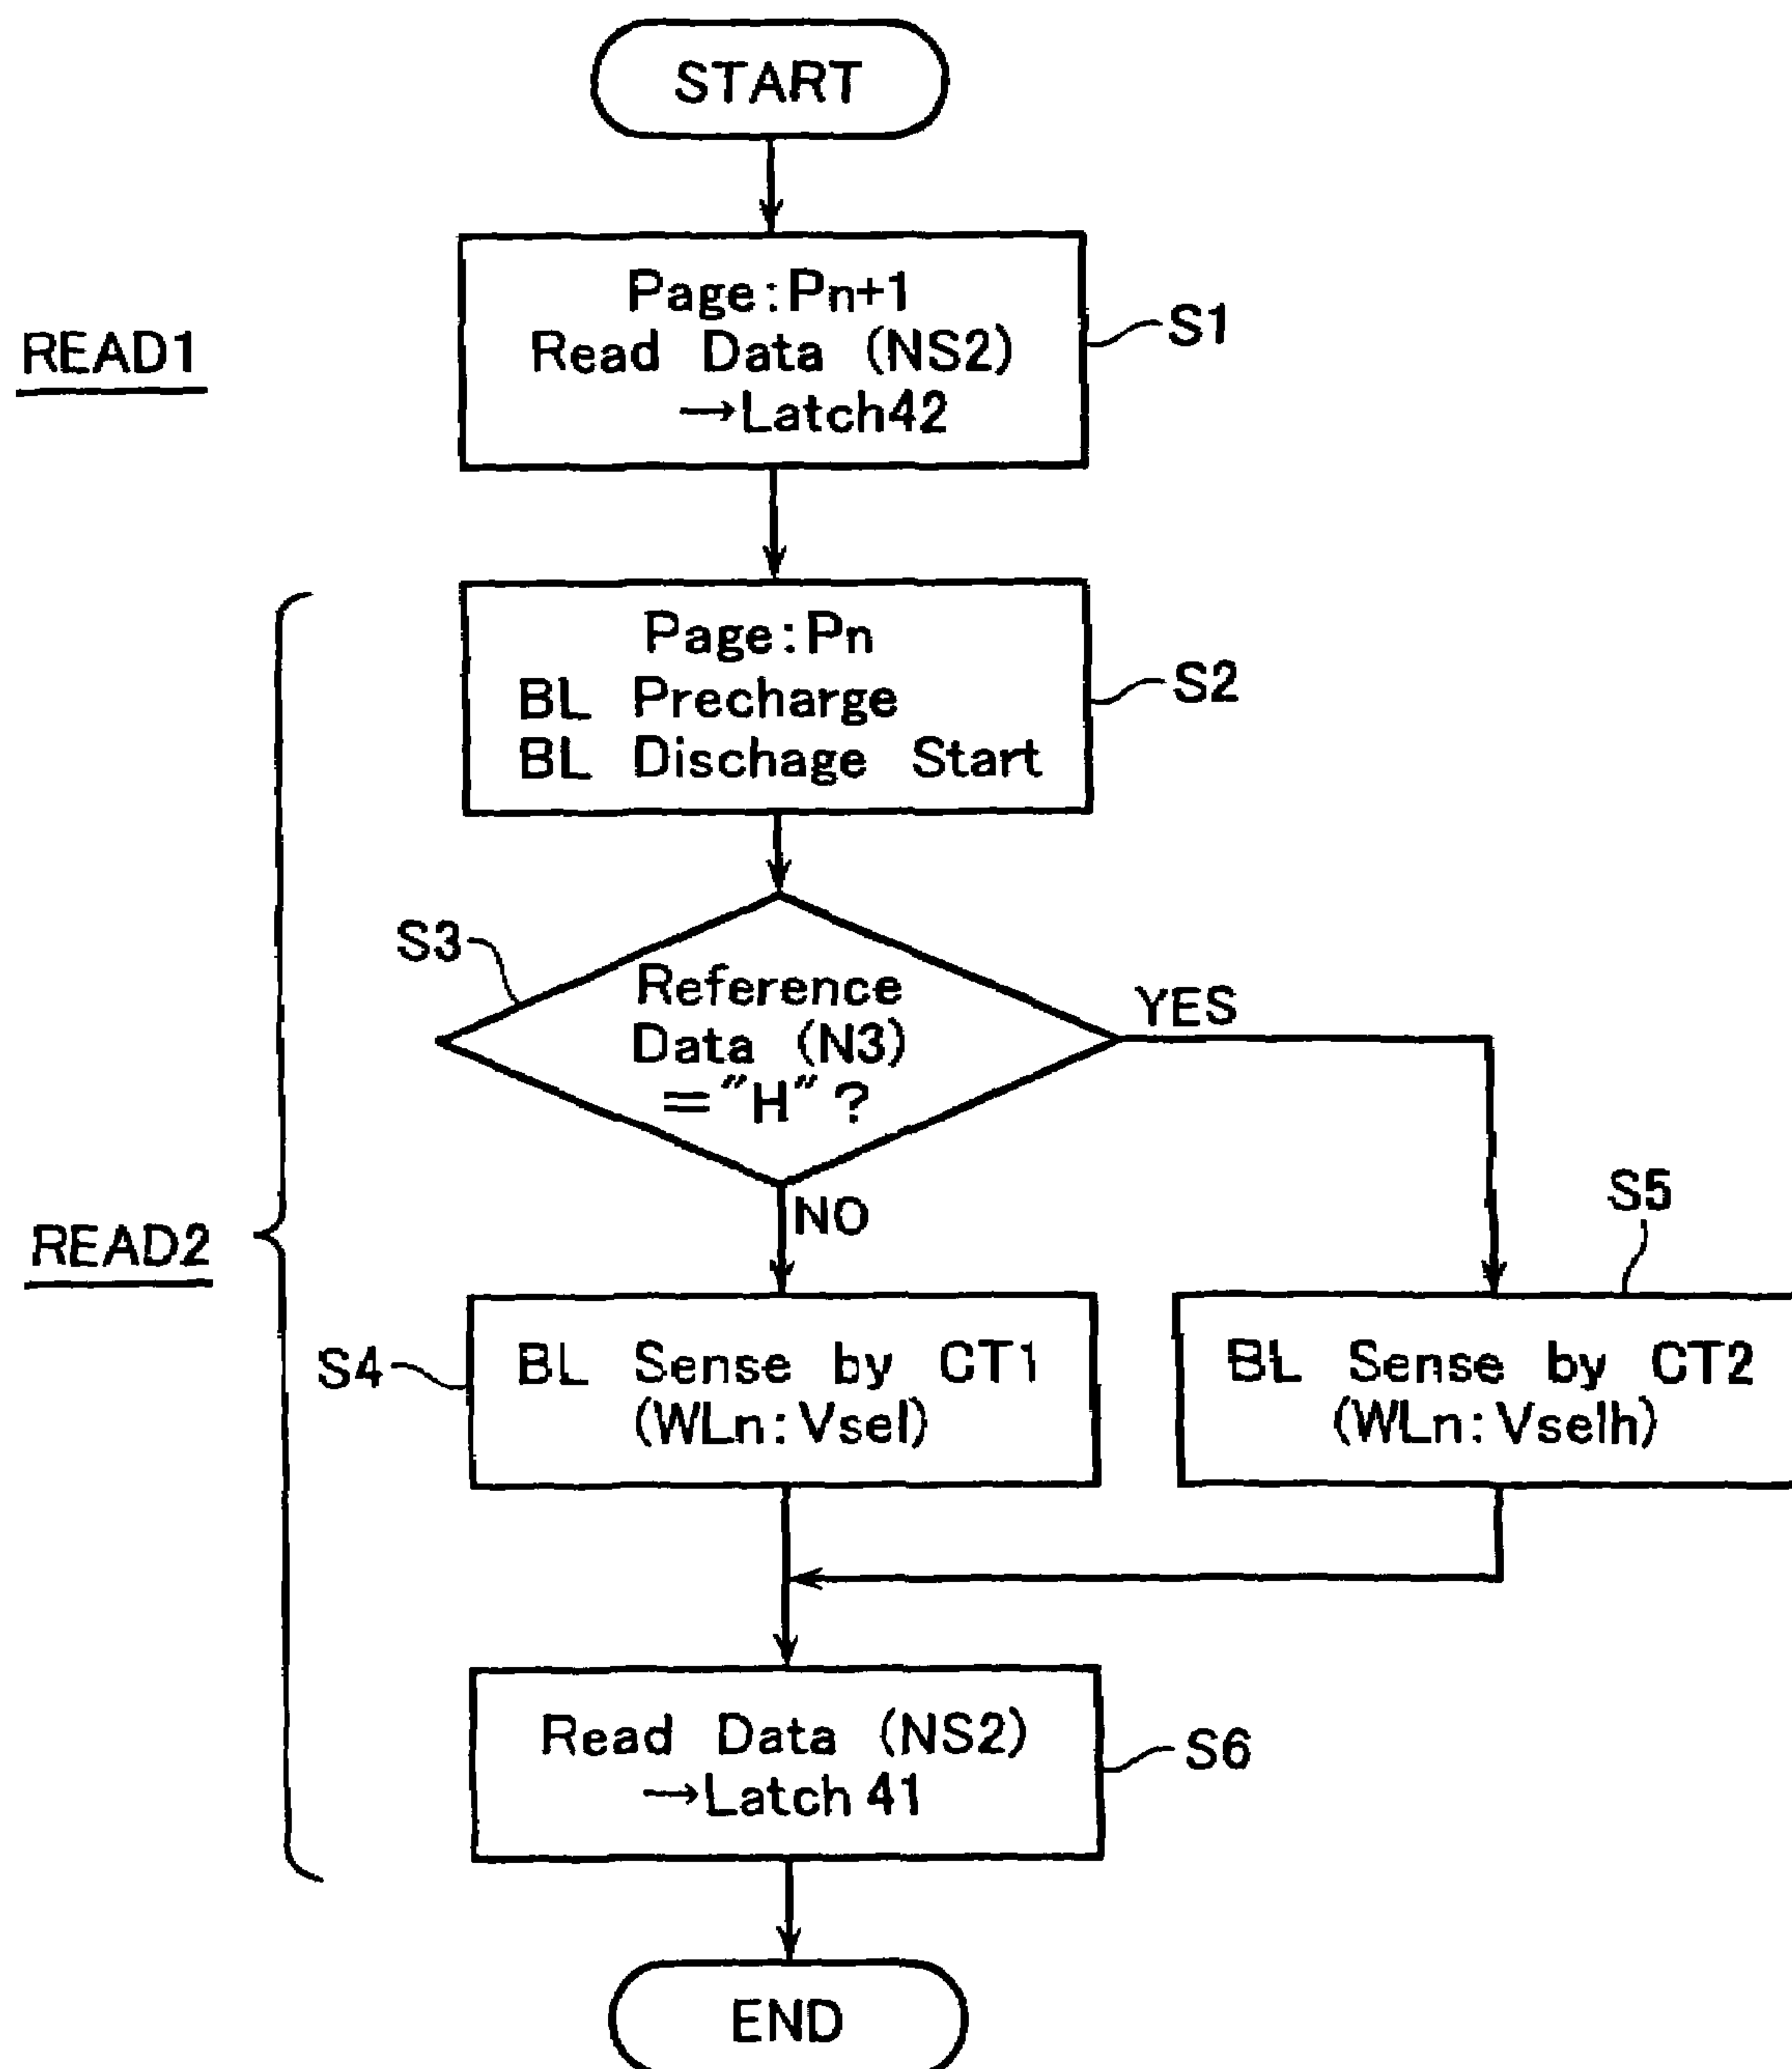 START
READ1
Page:Pn+1
Read Data (NS2)
→Latch42
S1
Page:Pn
BL Precharge
BL Dischage Start
S2
S3
Reference
Data (N3)
="H"?
YES
NO
READ2
S5
S4
BL Sense by CT1
(WLn:Vsel)
BL Sense by CT2
(WLn:Vselh)
Read Data (NS2)
→Latch 41
S6
END